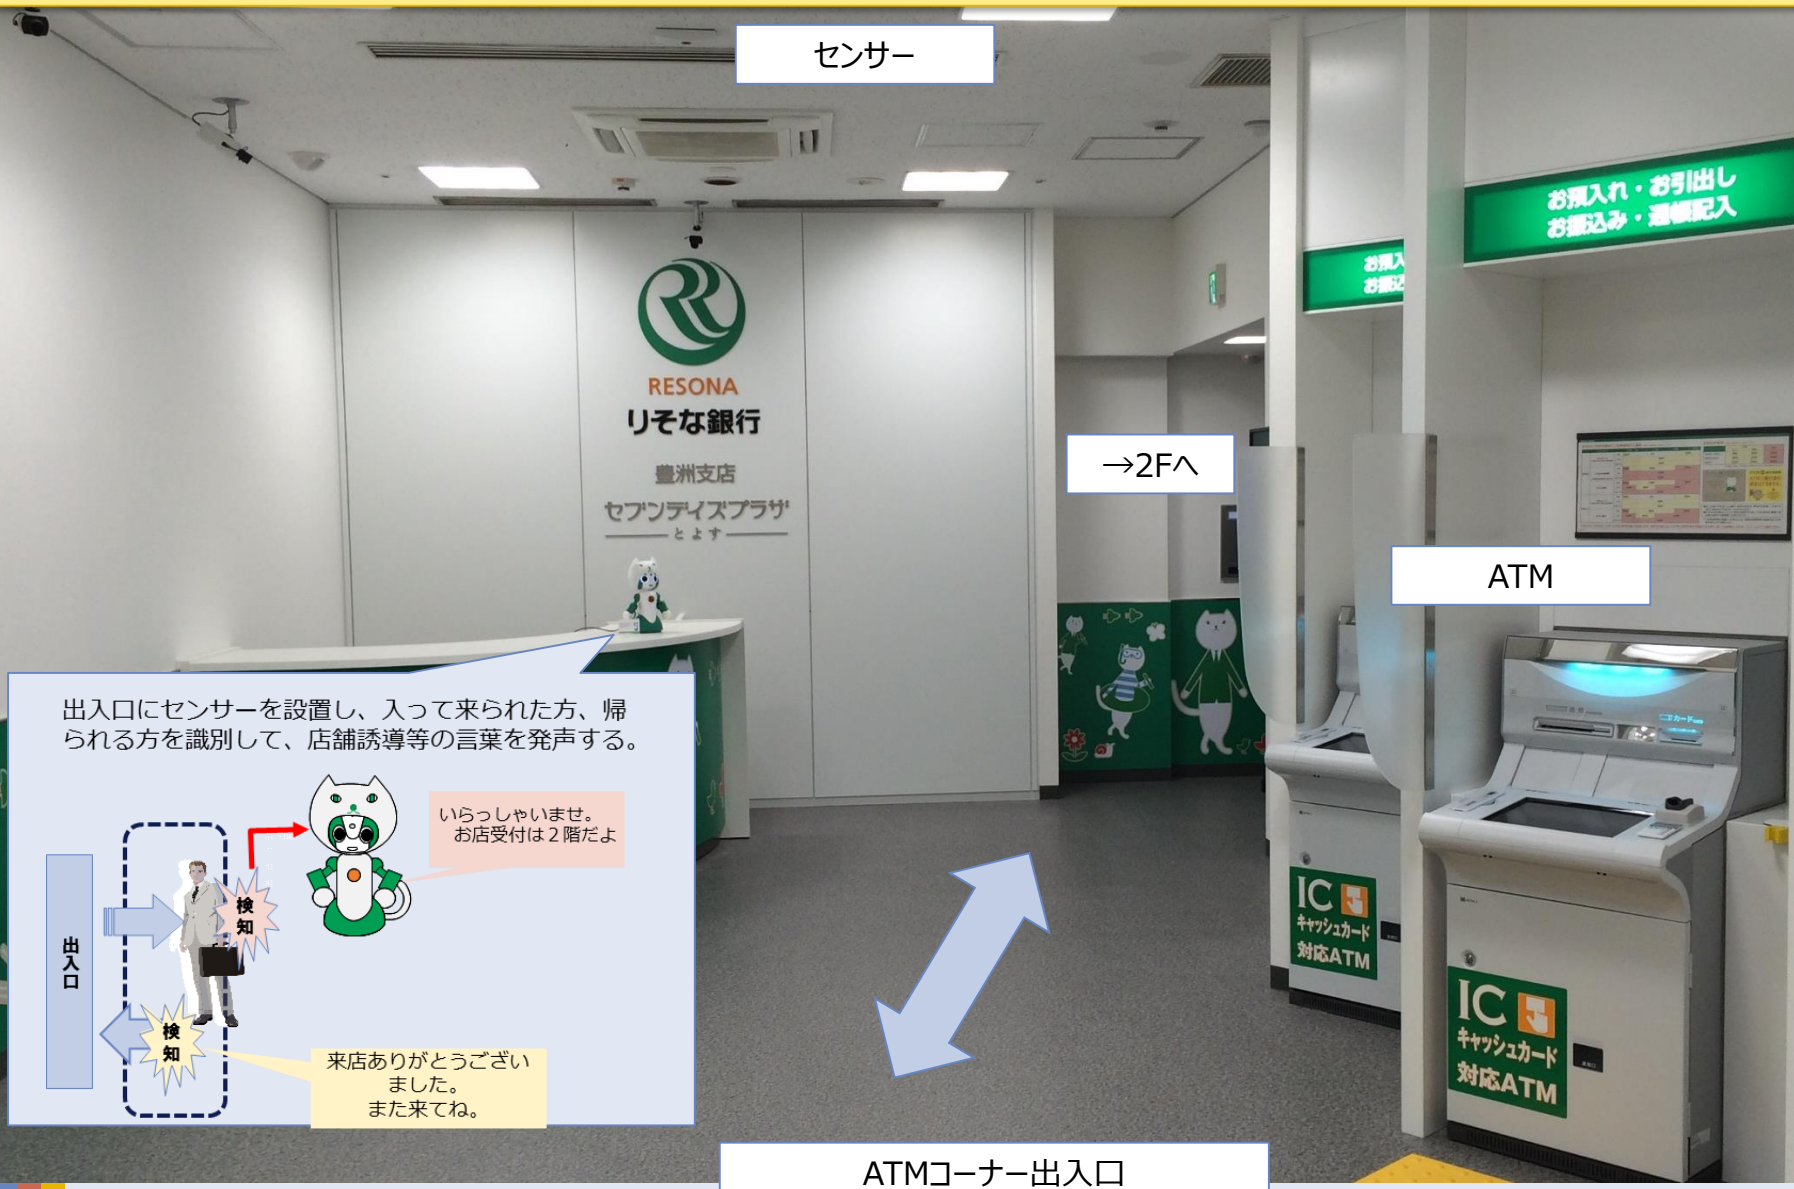 センサー
お預入れ・お引出し
お振込み・通帳記入
お預入
お振込
RESONA
りそな銀行
豊洲支店
セブンデイズプラザ
とよす
→2Fへ
ATM
出入口にセンサーを設置し、入って来られた方、帰
られる方を識別して、店舗誘導等の言葉を発声する。
いらっしゃいませ。
お店受付は２階だよ
検
知
出入口
検
知
来店ありがとうござい
ました。
また来てね。
IC
キャッシュカード
対応ATM
IC
キャッシュカード
対応ATM
ATMコーナー出入口